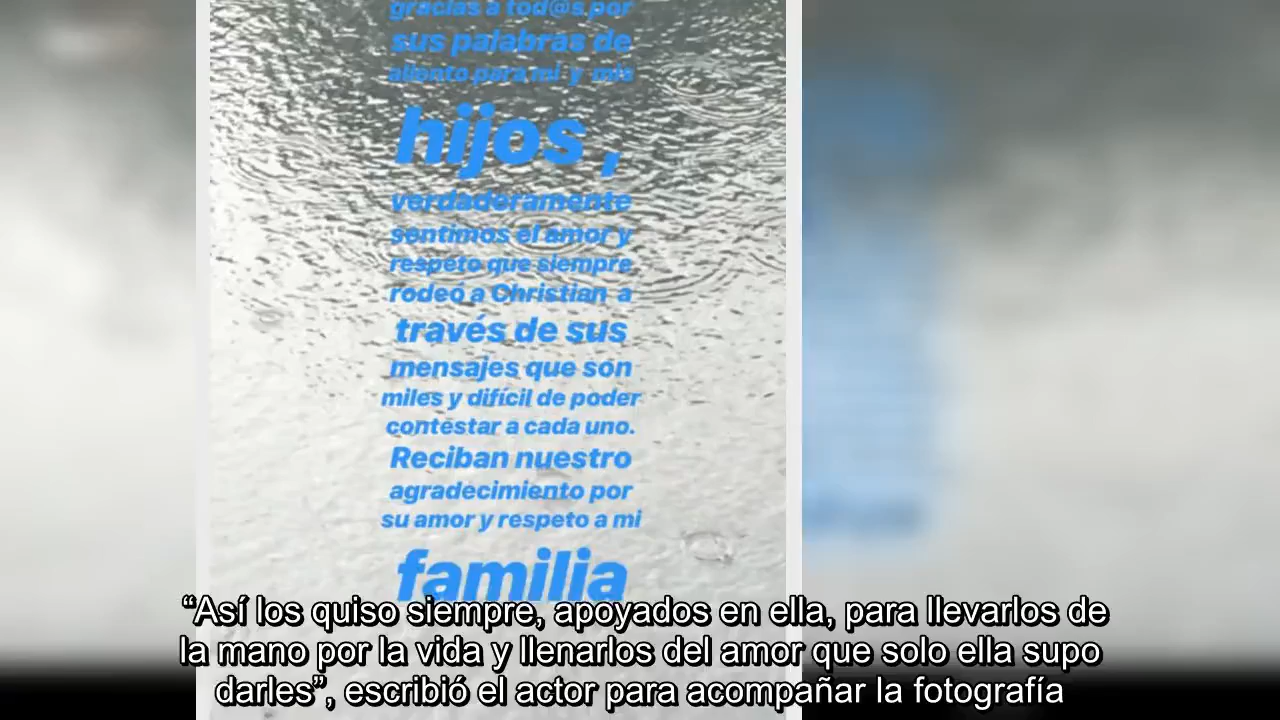 gracias a tod@s por
sus palabras de
aliento para mi y mis
hijos ,
verdaderamente
sentimos el amor y
respeto que siempre
rodeó a Christian a
través de sus
mensajes que son
miles y difícil de poder
contestar a cada uno.
Reciban nuestro
agradecimiento por
su amor y respeto a mi
familia
“Así los quiso siempre, apoyados en ella, para llevarlos de
la mano por la vida y llenarlos del amor que solo ella supo
darles”, escribió el actor para acompañar la fotografía